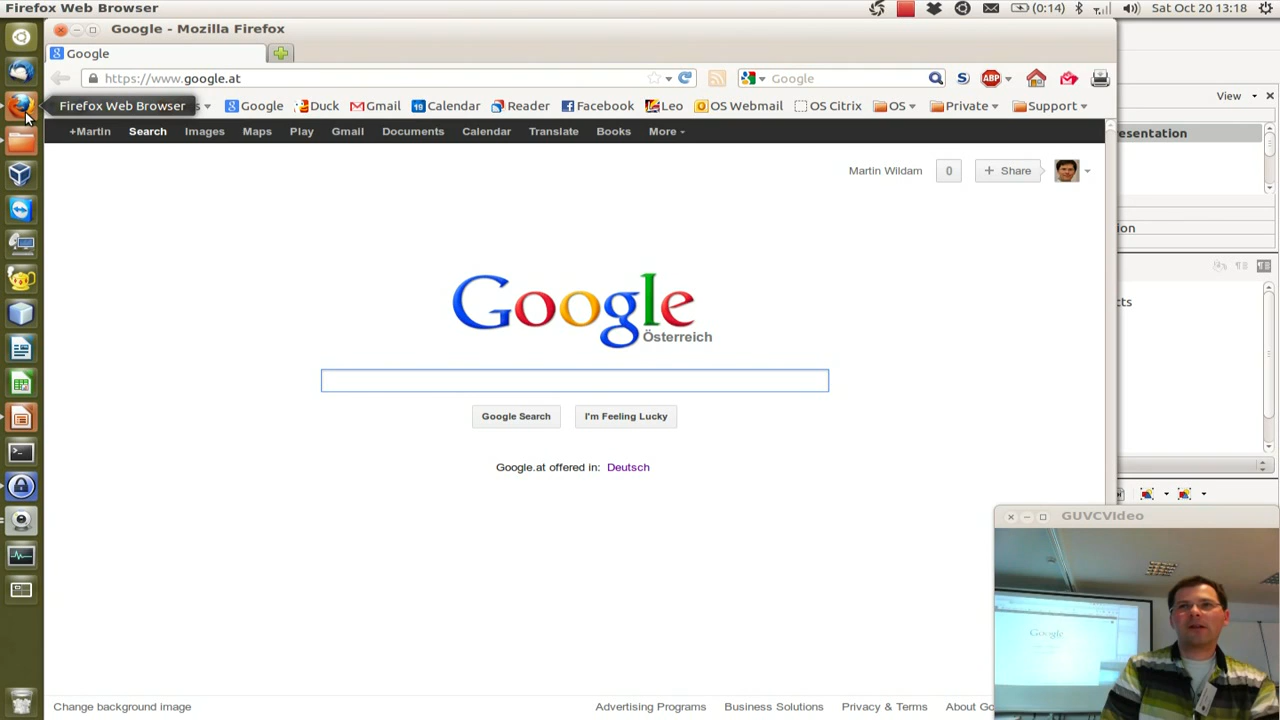 Firefox Web Browser
(0:14)
Sat Oct 20 13:18
Google - Mozilla Firefox
Google
View
https://www.google.at
Google
ABP
Firefox Web Browser
s
Google
Duck
Gmail
Calendar
Reader
Facebook
Leo
OS Webmail
OS Citrix
OS
Private
Support
+Martin
Search
Images
Maps
Play
Gmail
Documents
Calendar
Translate
Books
More
esentation
Martin Wildam
0
+ Share
ion
cts
Google
Österreich
Google Search
I'm Feeling Lucky
Google.at offered in: Deutsch
GUVCVIdeo
Google
Change background image
Advertising Programs
Business Solutions
Privacy & Terms
About Go